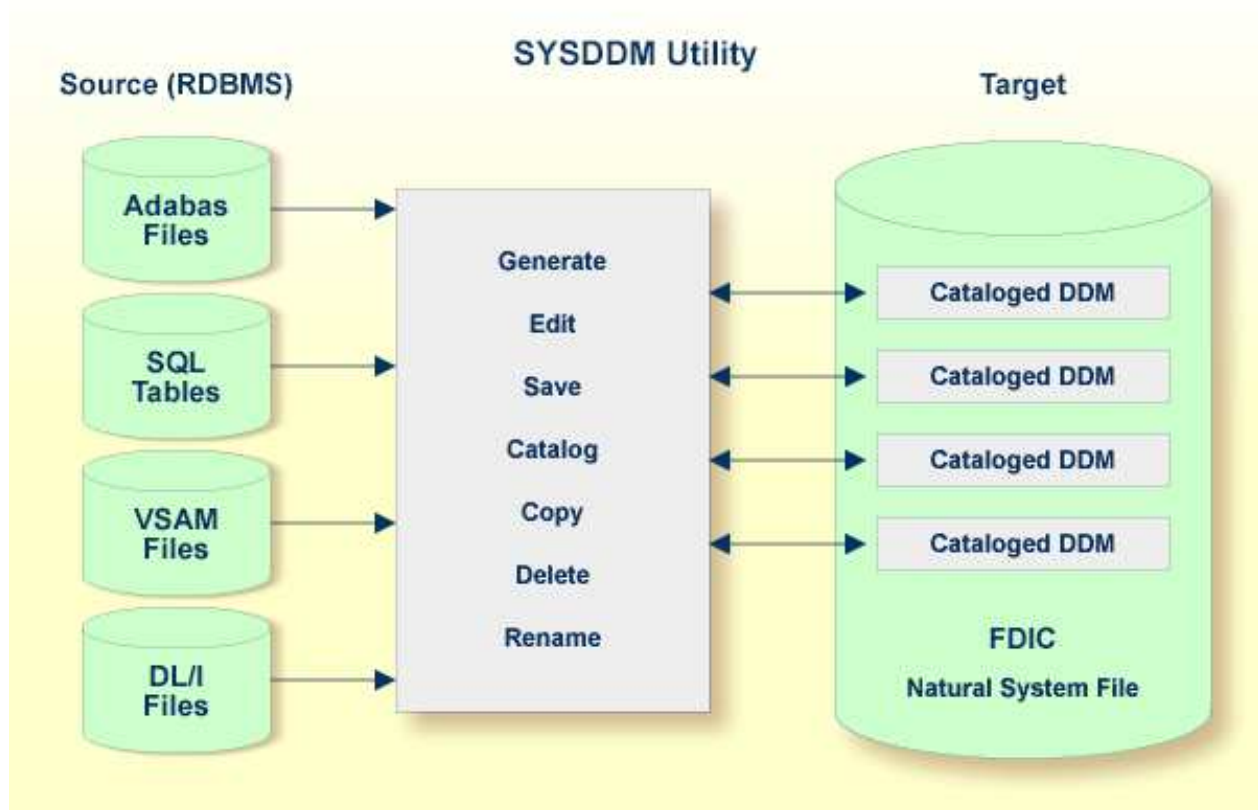 SYSDDM Utility
Source (RDBMS)
Target
Adabas
Files
SQL
Tables
VSAM
Files
DL/I
Files
Generate
Edit
Save
Catalog
Copy
Delete
Rename
Cataloged DDM
Cataloged DDM
Cataloged DDM
Cataloged DDM
FDIC
Natural System File